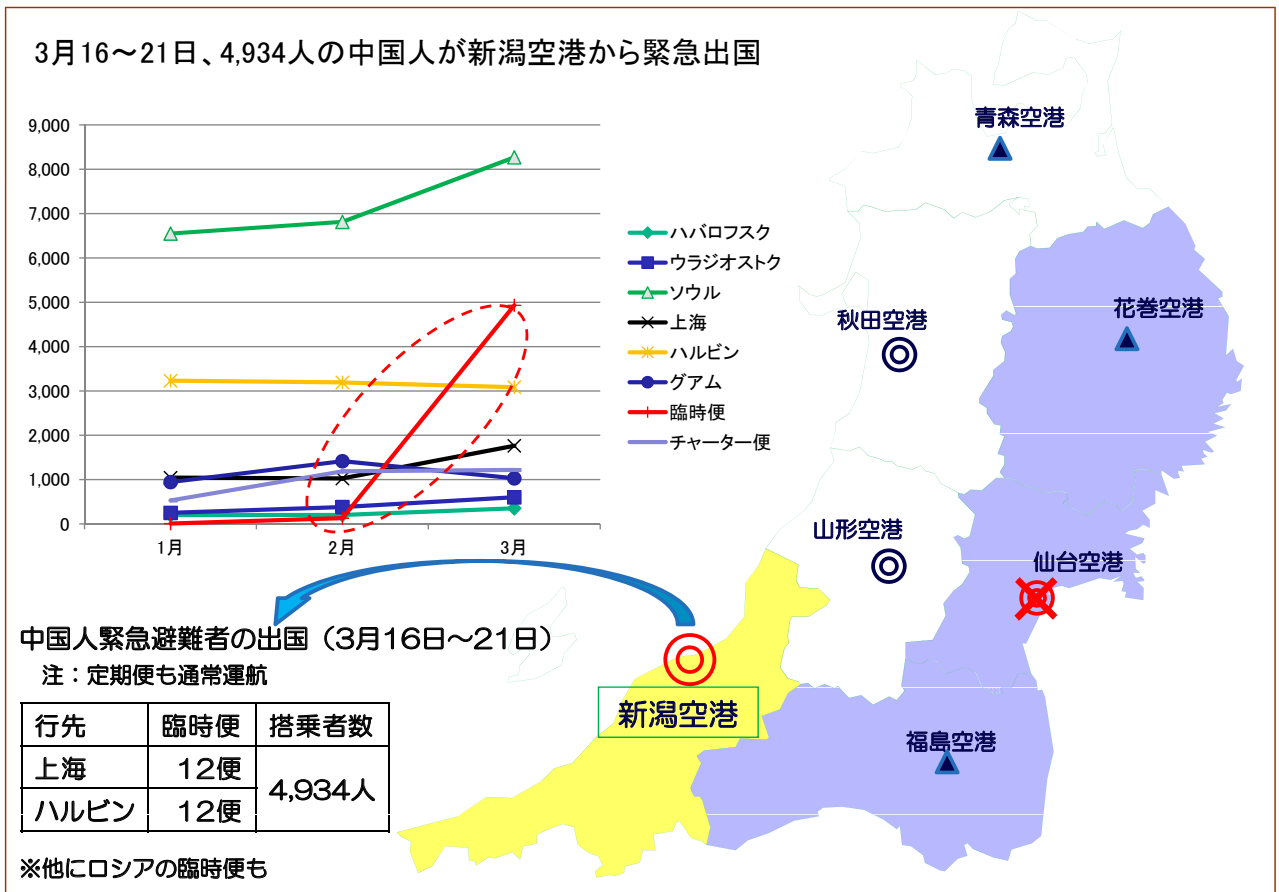 3月16～21日、4,934人の中国人が新潟空港から緊急出国
9,000
8,000
7,000
6,000
5,000
4,000
3,000
2,000
1,000
0
1月
2月
3月
ハバロフスク
ウラジオストク
ソウル
上海
ハルビン
グアム
臨時便
チャーター便
青森空港
花巻空港
秋田空港
山形空港
仙台空港
新潟空港
福島空港
中国人緊急避難者の出国（3月16日～21日）
注：定期便も通常運航
行先 臨時便 搭乗者数
上海 12便 4,934人
ハルビン 12便
※他にロシアの臨時便も